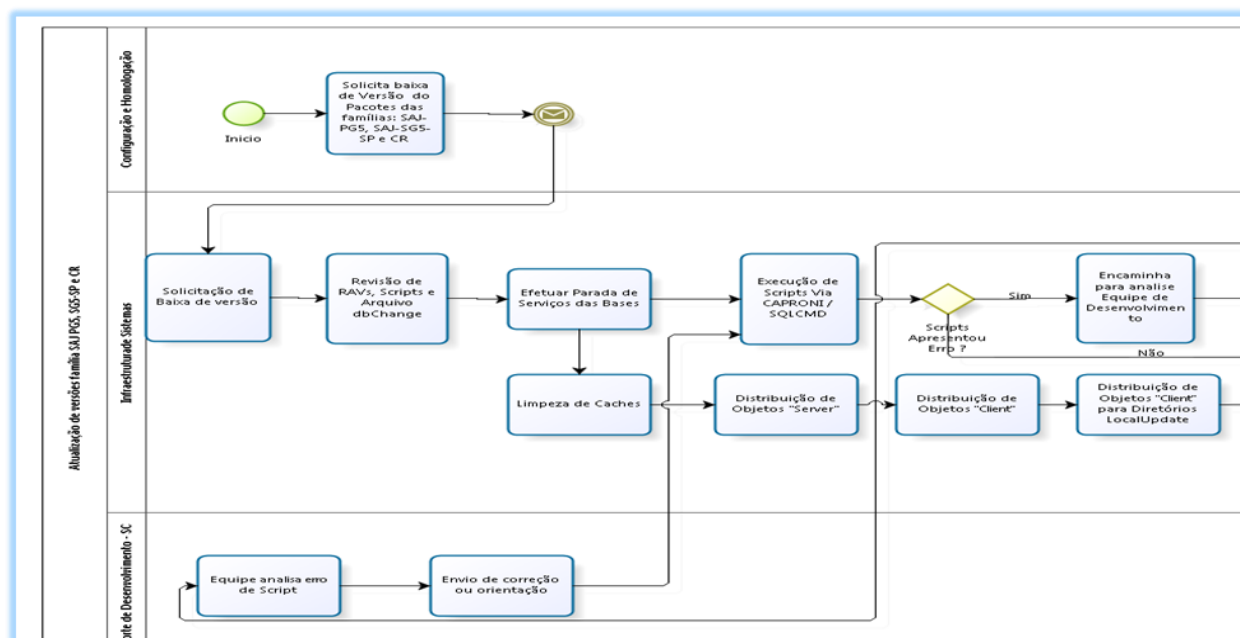 Atualização de versões família SAJ PG5, SG5-SP e CR
Configuração e Homologação
Solicita baixa
de Versão do
Pacotes das
famílias: SAJ-
PG5, SAJ-SG5-
SP e CR
Inicio
Infraestrutura de Sistemas
Solicitação de
Baixa de versão
Revisão de
RAVs, Scripts e
Arquivo
dbChange
Efetuar Parada de
Serviços das Bases
Execução de
Scripts Via
CAPRONI /
SQLCMD
Scripts
Apresentou
Erro ?
Sim
Não
Encaminha
para analise
Equipe de
Desenvolvimen
to
Limpeza de Caches
Distribuição de
Objetos "Server"
Distribuição de
Objetos "Client"
Distribuição de
Objetos "Client"
para Diretórios
LocalUpdate
de Desenvolvimento - SC
Equipe analisa erro
de Script
Envio de correção
ou orientação